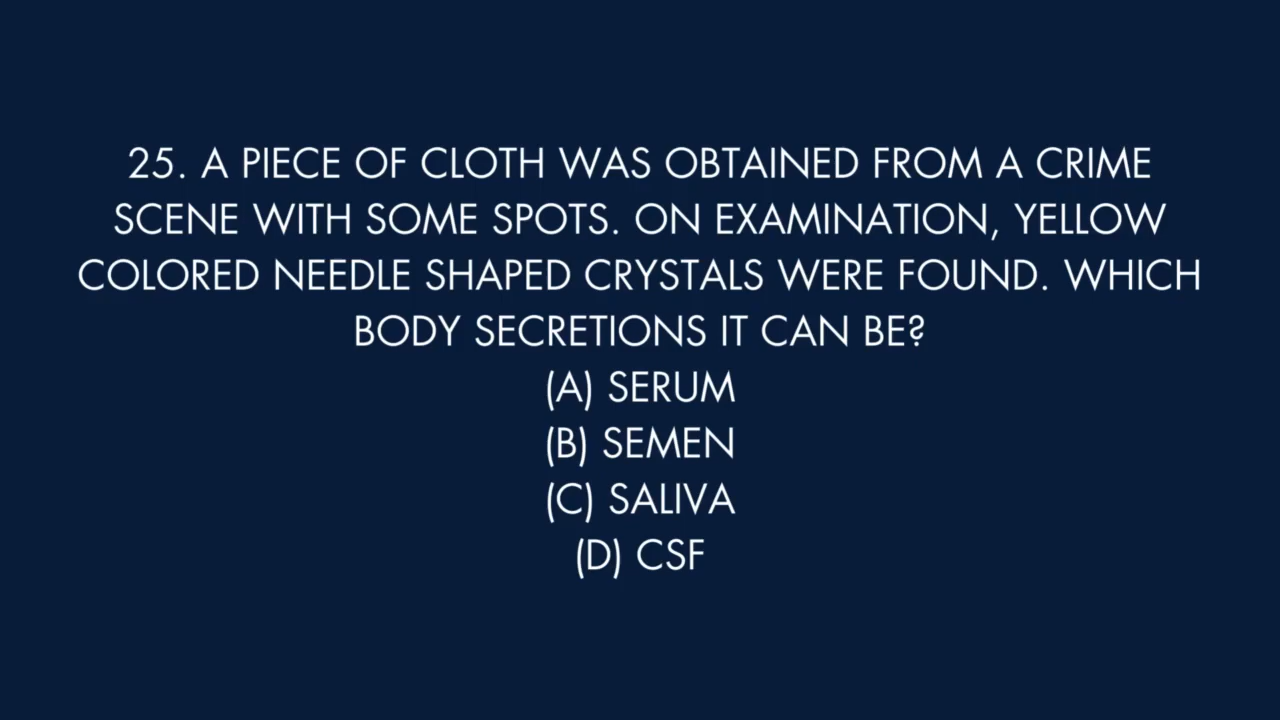 25. A PIECE OF CLOTH WAS OBTAINED FROM A CRIME
SCENE WITH SOME SPOTS. ON EXAMINATION, YELLOW
COLORED NEEDLE SHAPED CRYSTALS WERE FOUND. WHICH
BODY SECRETIONS IT CAN BE?
(A) SERUM
(B) SEMEN
(C) SALIVA
(D) CSF